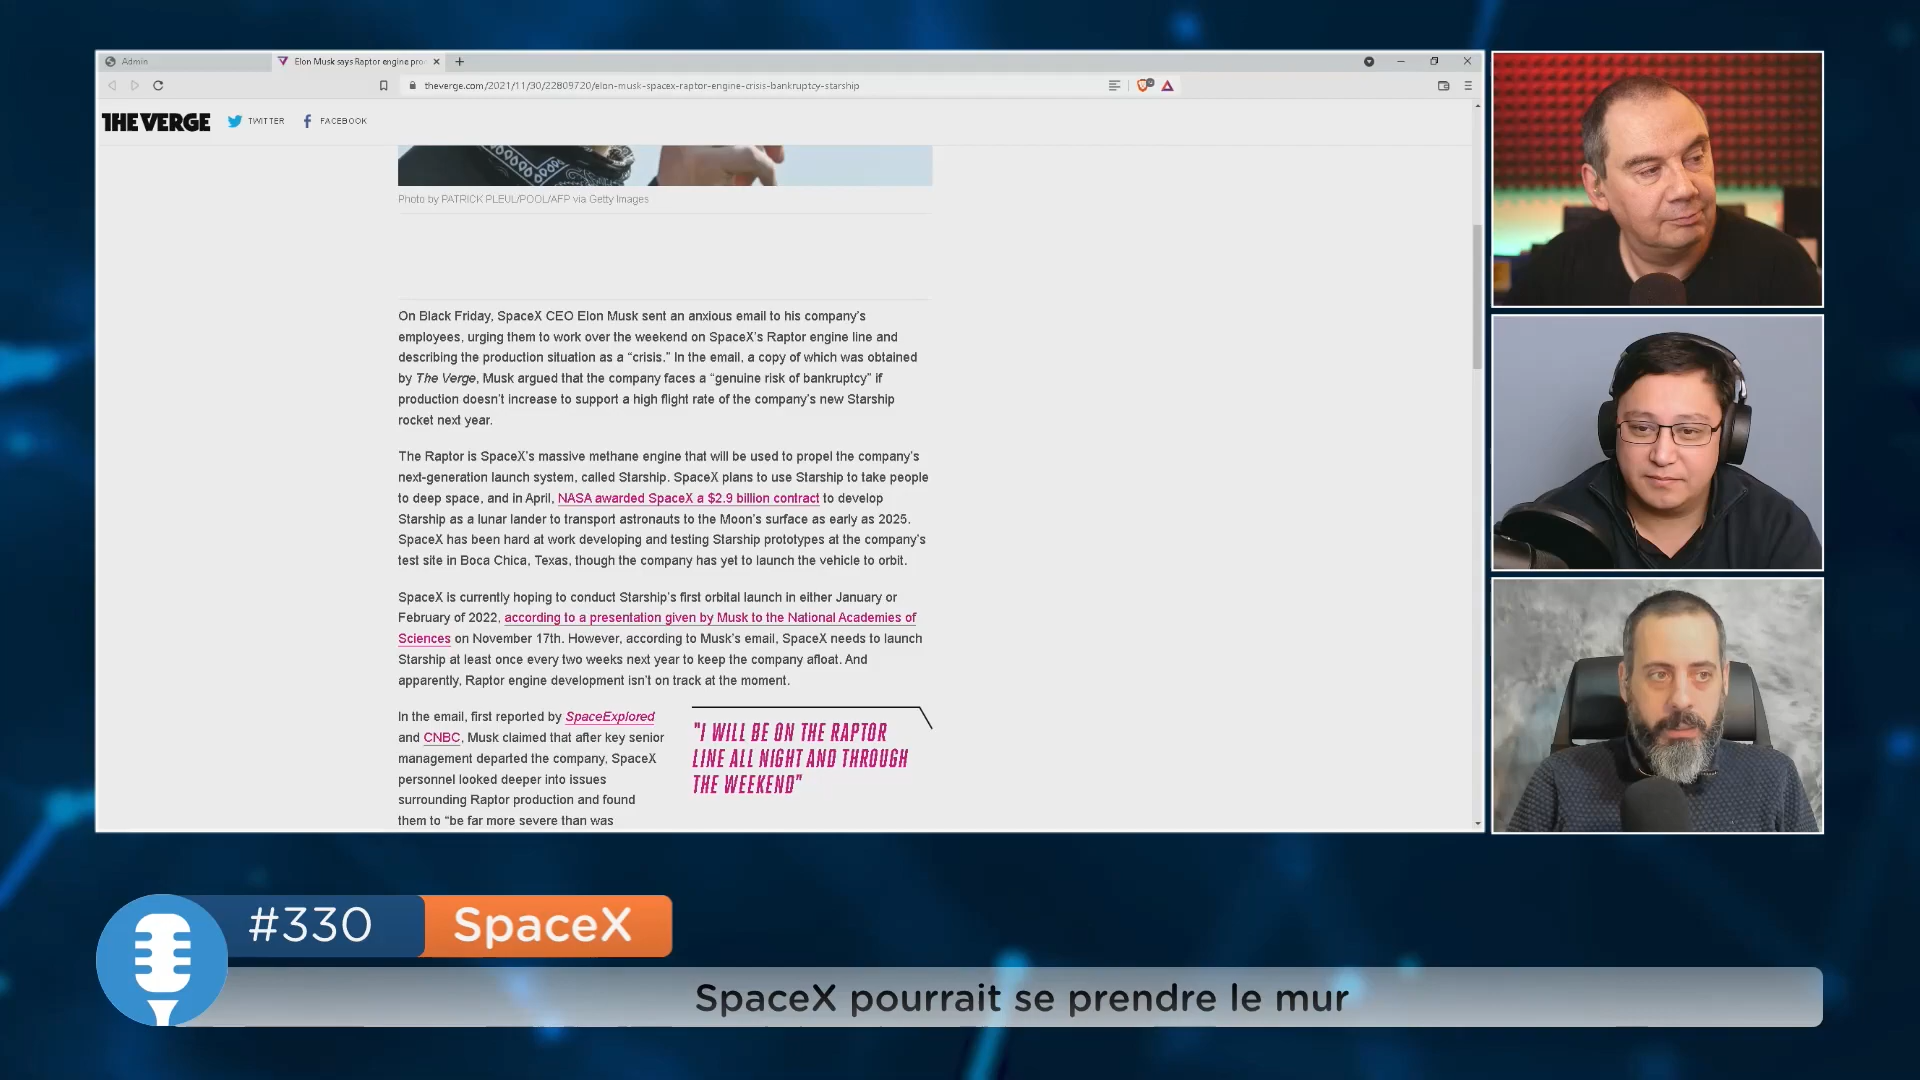 Admin
Elon Musk says Raptor engine pro
theverge.com/2021/11/30/22809720/elon-musk-spacex-raptor-engine-crisis-bankruptcy-starship
THE VERGE TWITTER FACEBOOK
Photo by PATRICK PLEUL/POOL/AFP via Getty Images
On Black Friday, SpaceX CEO Elon Musk sent an anxious email to his company's
employees, urging them to work over the weekend on SpaceX's Raptor engine line and
describing the production situation as a “crisis.” In the email, a copy of which was obtained
by The Verge, Musk argued that the company faces a “genuine risk of bankruptcy” if
production doesn't increase to support a high flight rate of the company's new Starship
rocket next year.
The Raptor is SpaceX's massive methane engine that will be used to propel the company's
next-generation launch system, called Starship. SpaceX plans to use Starship to take people
to deep space, and in April, NASA awarded SpaceX a $2.9 billion contract to develop
Starship as a lunar lander to transport astronauts to the Moon's surface as early as 2025.
SpaceX has been hard at work developing and testing Starship prototypes at the company's
test site in Boca Chica, Texas, though the company has yet to launch the vehicle to orbit.
SpaceX is currently hoping to conduct Starship's first orbital launch in either January or
February of 2022, according to a presentation given by Musk to the National Academies of
Sciences on November 17th. However, according to Musk's email, SpaceX needs to launch
Starship at least once every two weeks next year to keep the company afloat. And
apparently, Raptor engine development isn't on track at the moment.
In the email, first reported by SpaceExplored
and CNBC, Musk claimed that after key senior
management departed the company, SpaceX
personnel looked deeper into issues
surrounding Raptor production and found
them to “be far more severe than was
"I WILL BE ON THE RAPTOR
LINE ALL NIGHT AND THROUGH
THE WEEKEND"
#330 SpaceX
SpaceX pourrait se prendre le mur